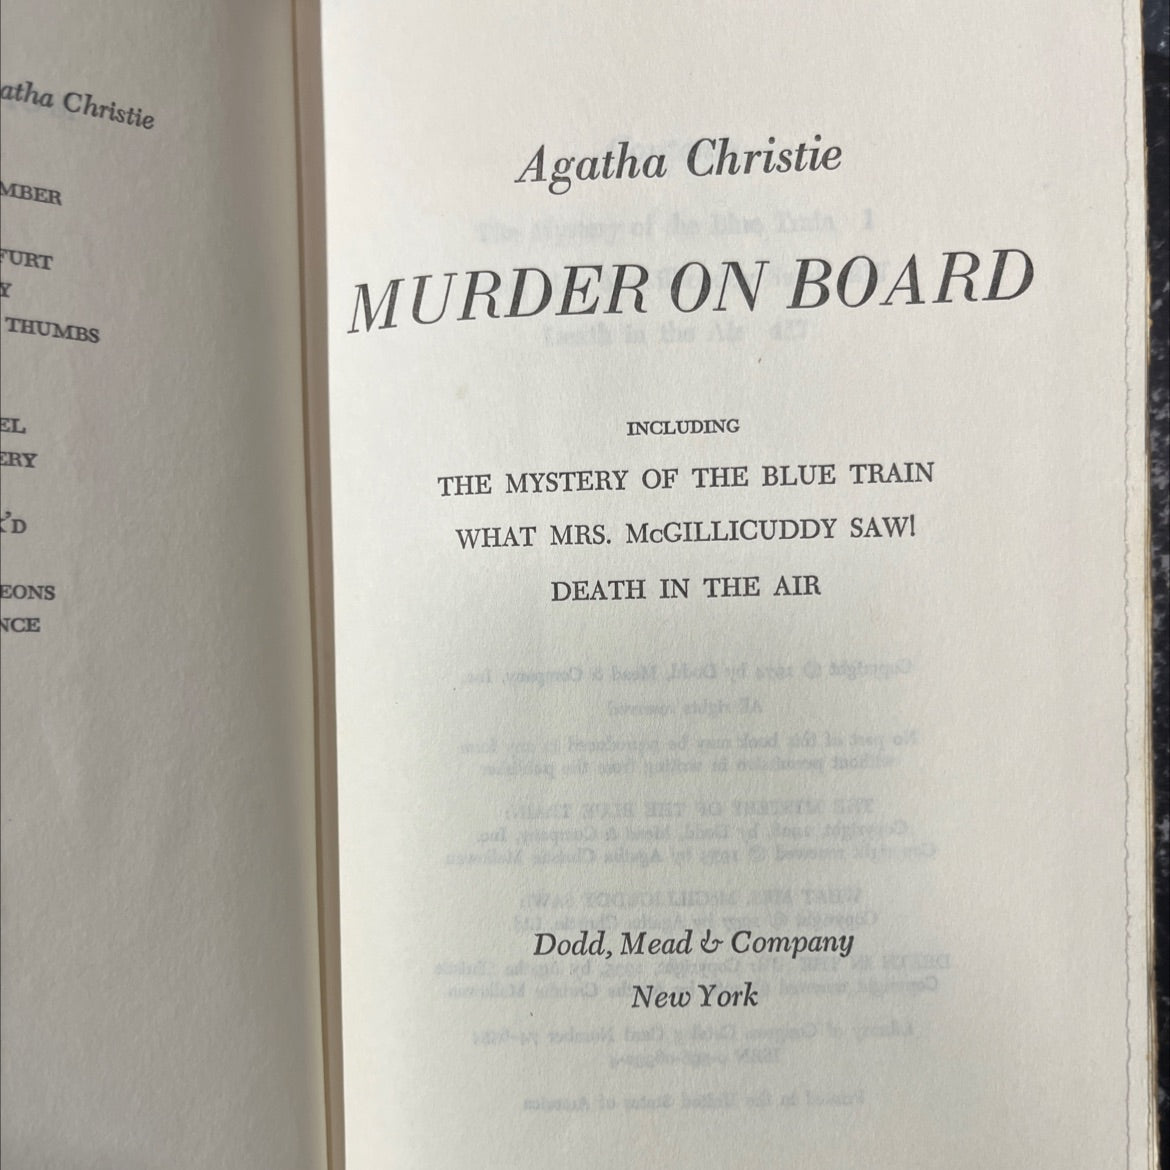 Agatha Christie
MBER
FURT
Y
THUMBS
EL
ERY
K'D
EONS
NCE
Agatha Christie
MURDER ON BOARD
INCLUDING
THE MYSTERY OF THE BLUE TRAIN
WHAT MRS. McGILLICUDDY SAW!
DEATH IN THE AIR
Dodd, Mead & Company
New York